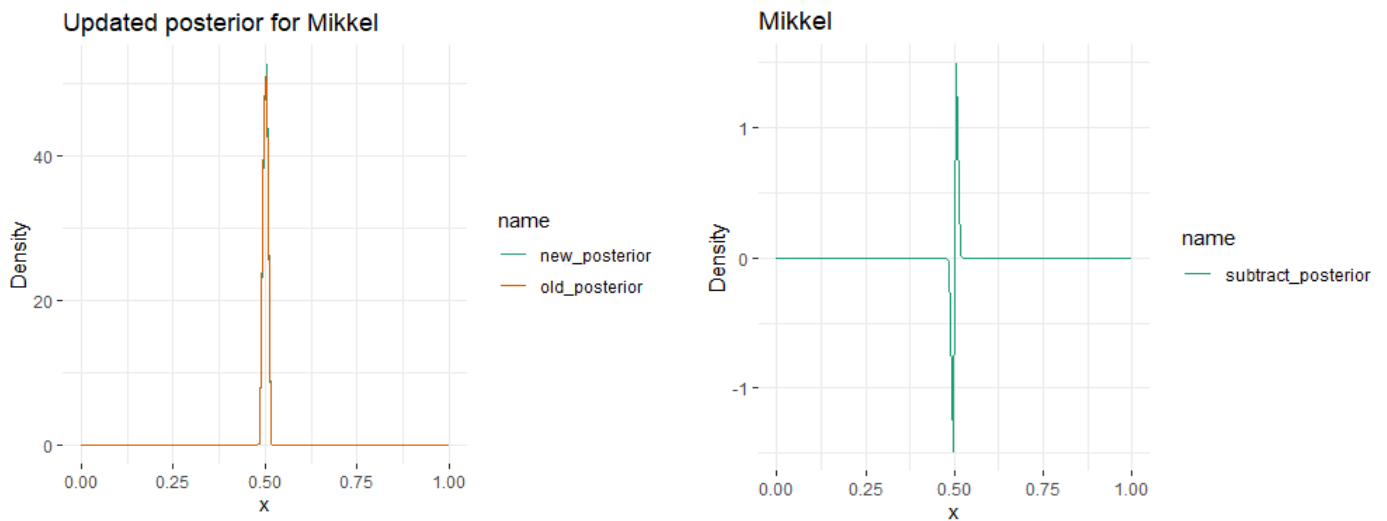 Updated posterior for Mikkel
Density
40
20
0
0.00 0.25 0.50 0.75 1.00
x
name
new_posterior
old_posterior
Mikkel
Density
1
0
-1
0.00 0.25 0.50 0.75 1.00
x
name
subtract_posterior